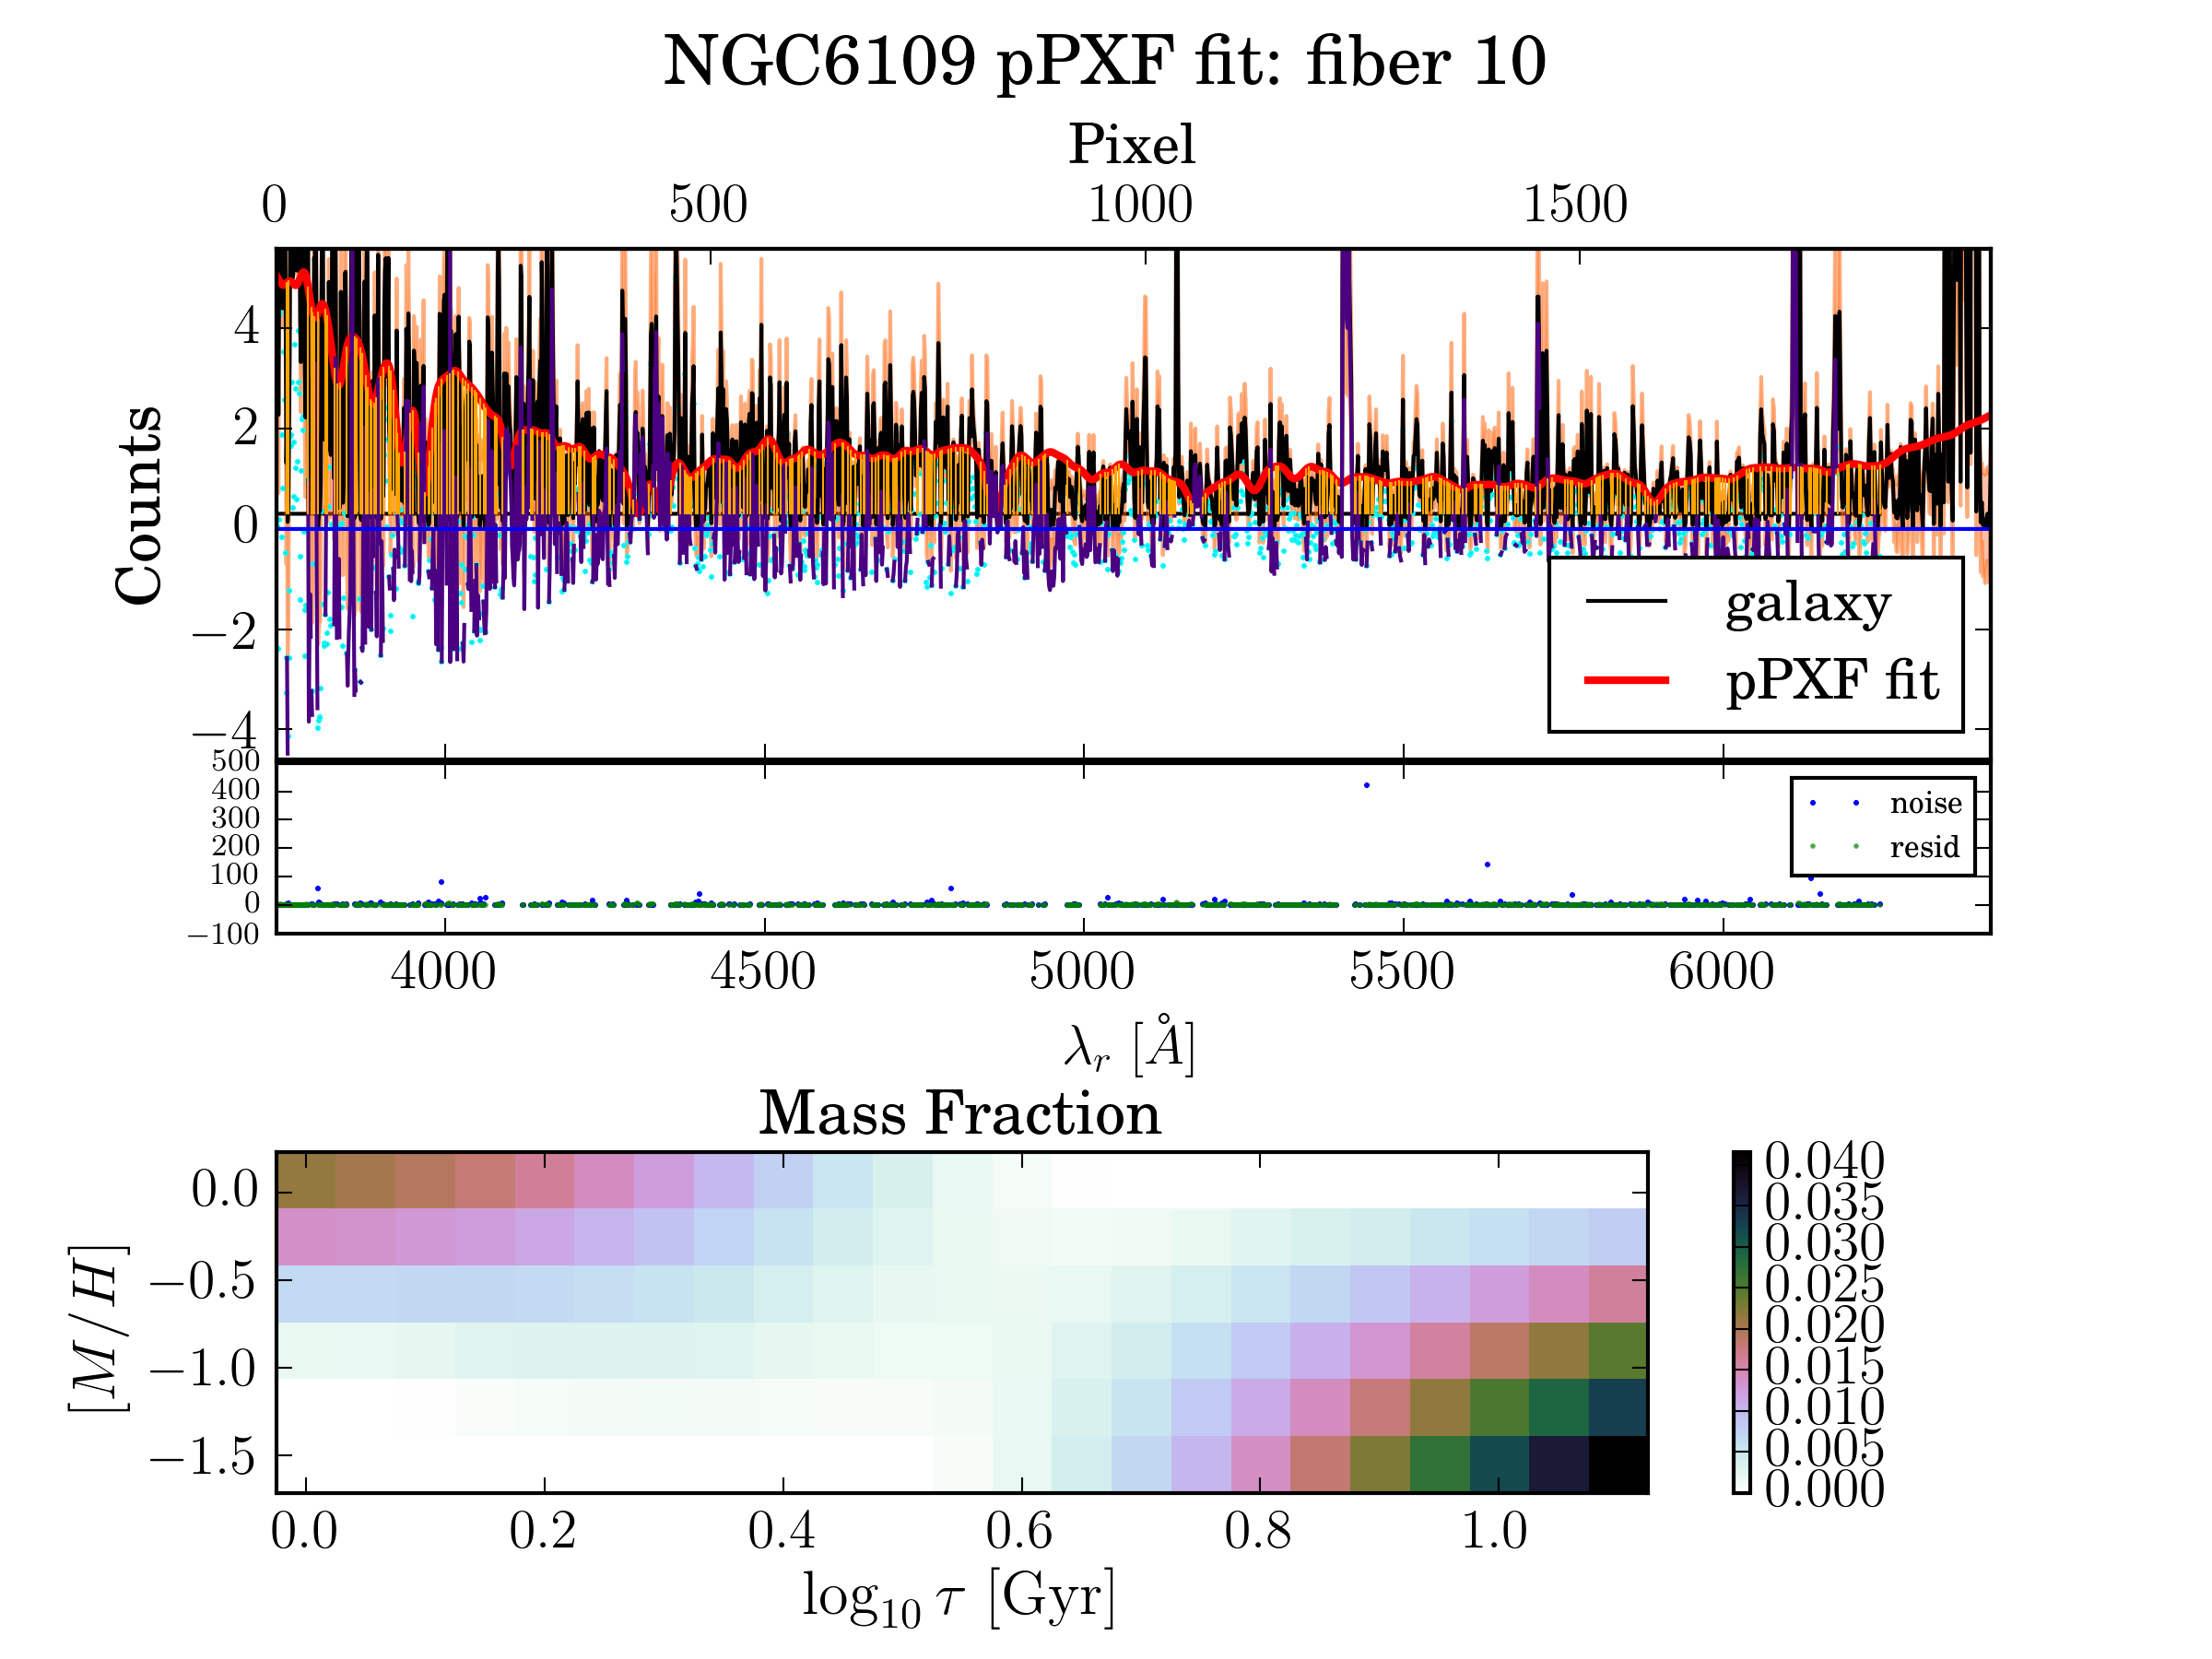 NGC6109 pPXF fit: fiber 10
Pixel
0 500 1000 1500
Counts
4
2
0
−2
−4
galaxy
pPXF fit
500
400
300
200
100
0
−100
noise
resid
4000 4500 5000 5500 6000
λr [Å]
Mass Fraction
[M/H]
0.0
−0.5
−1.0
−1.5
0.0 0.2 0.4 0.6 0.8 1.0
log10 τ [Gyr]
0.040
0.035
0.030
0.025
0.020
0.015
0.010
0.005
0.000